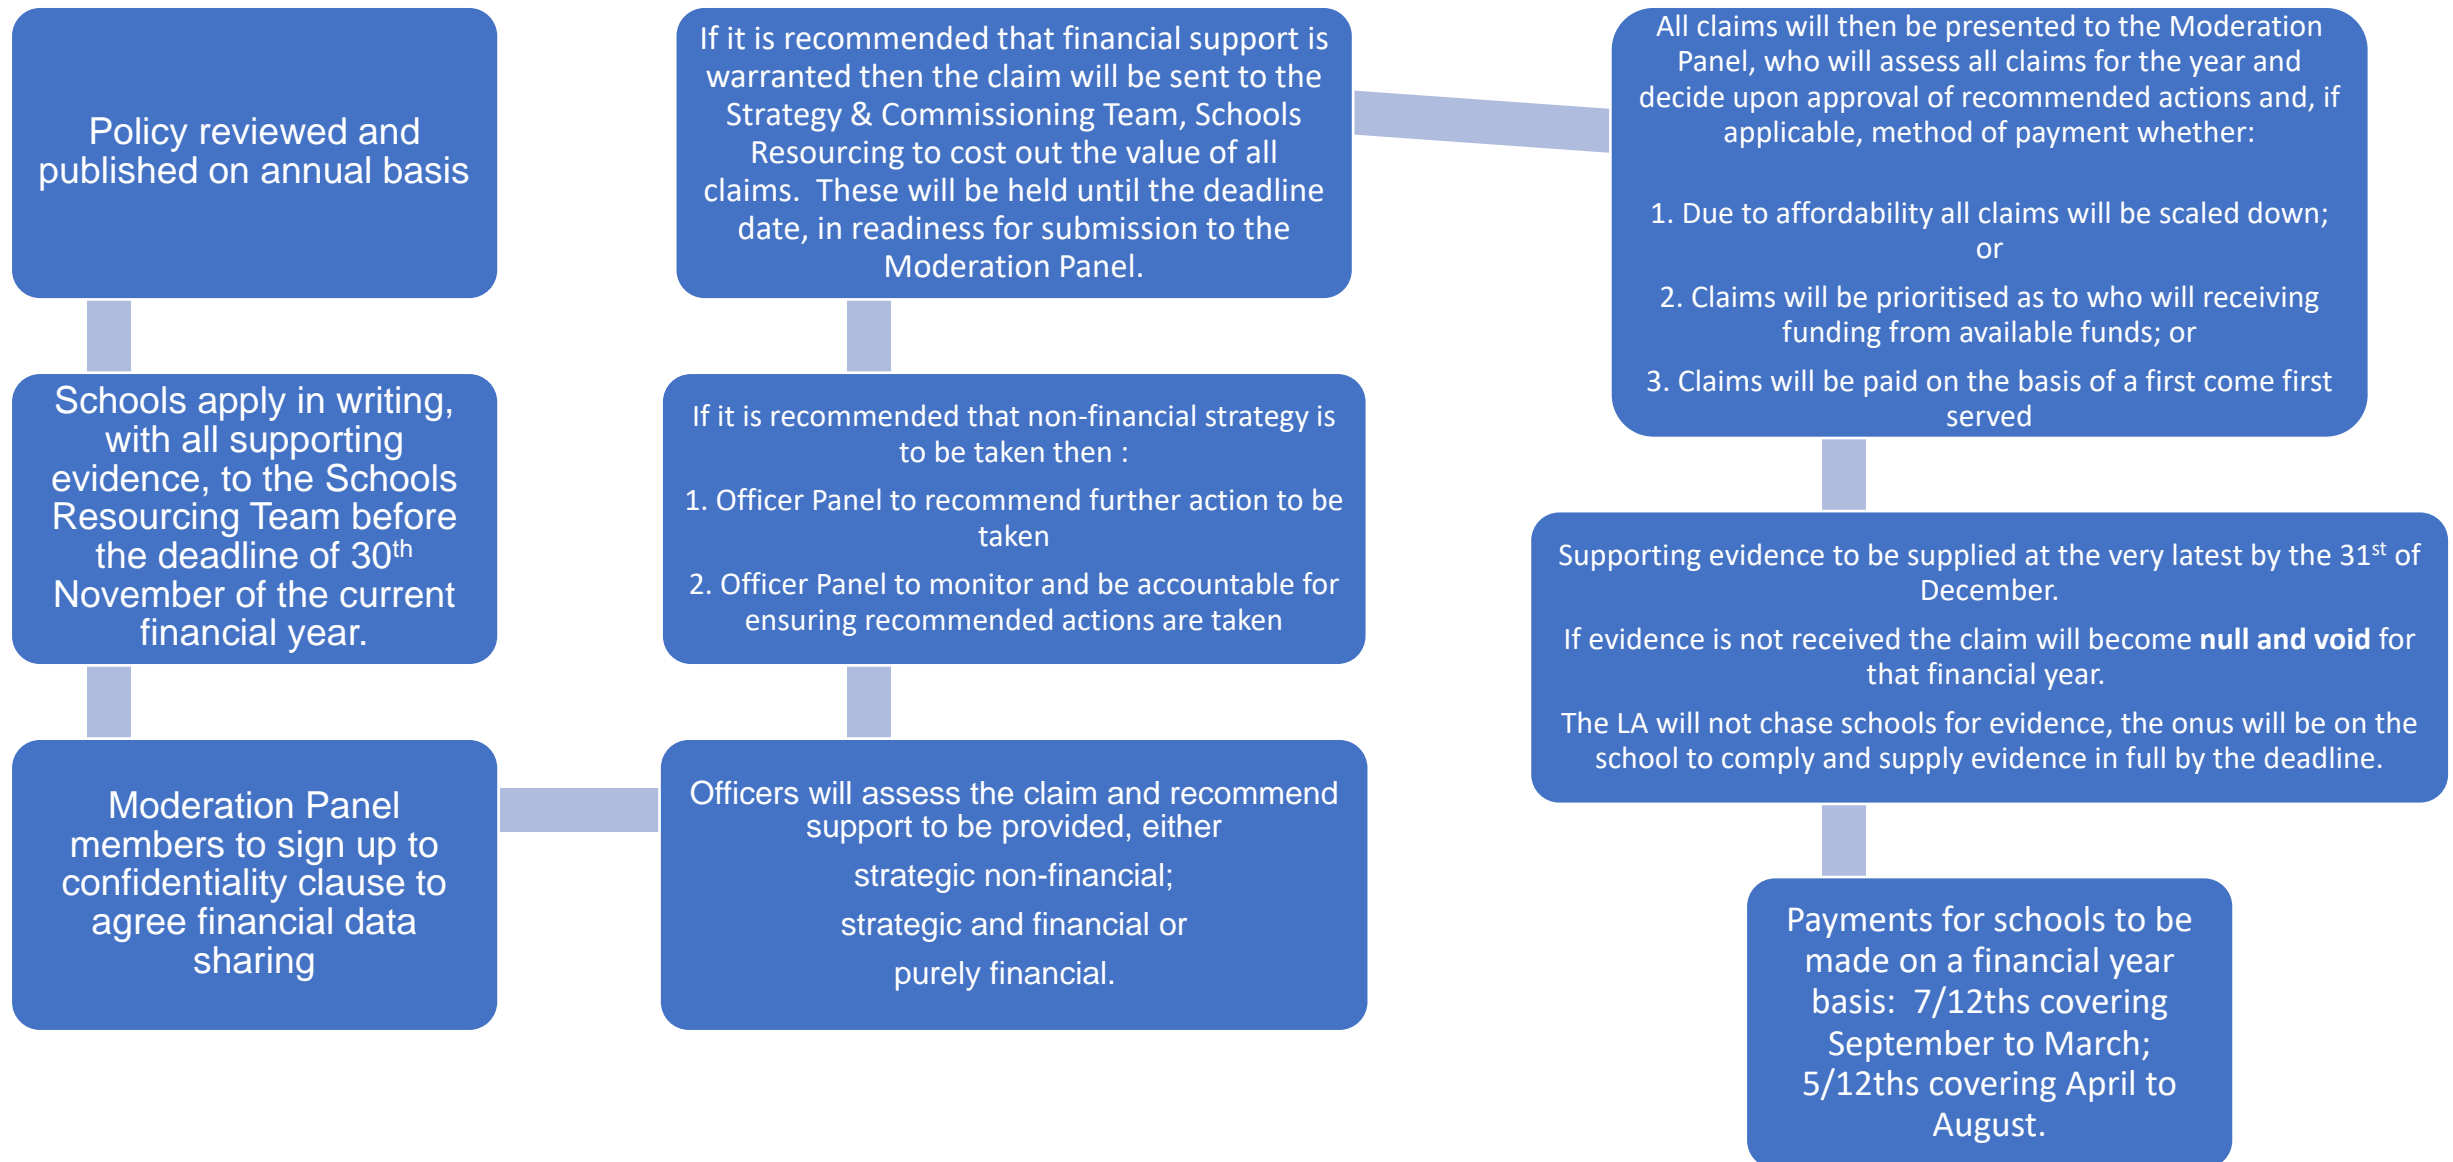 Policy reviewed and
published on annual basis
Schools apply in writing,
with all supporting
evidence, to the Schools
Resourcing Team before
the deadline of 30th
November of the current
financial year.
Moderation Panel
members to sign up to
confidentiality clause to
agree financial data
sharing
Officers will assess the claim and recommend
support to be provided, either
strategic non-financial;
strategic and financial or
purely financial.
If it is recommended that non-financial strategy is
to be taken then :
1. Officer Panel to recommend further action to be
taken
2. Officer Panel to monitor and be accountable for
ensuring recommended actions are taken
If it is recommended that financial support is
warranted then the claim will be sent to the
Strategy & Commissioning Team, Schools
Resourcing to cost out the value of all
claims.  These will be held until the deadline
date, in readiness for submission to the
Moderation Panel.
All claims will then be presented to the Moderation
Panel, who will assess all claims for the year and
decide upon approval of recommended actions and, if
applicable, method of payment whether:
1. Due to affordability all claims will be scaled down;
or
2. Claims will be prioritised as to who will receiving
funding from available funds; or
3. Claims will be paid on the basis of a first come first
served
Supporting evidence to be supplied at the very latest by the 31st of
December.
If evidence is not received the claim will become null and void for
that financial year.
The LA will not chase schools for evidence, the onus will be on the
school to comply and supply evidence in full by the deadline.
Payments for schools to be
made on a financial year
basis:  7/12ths covering
September to March;
5/12ths covering April to
August.